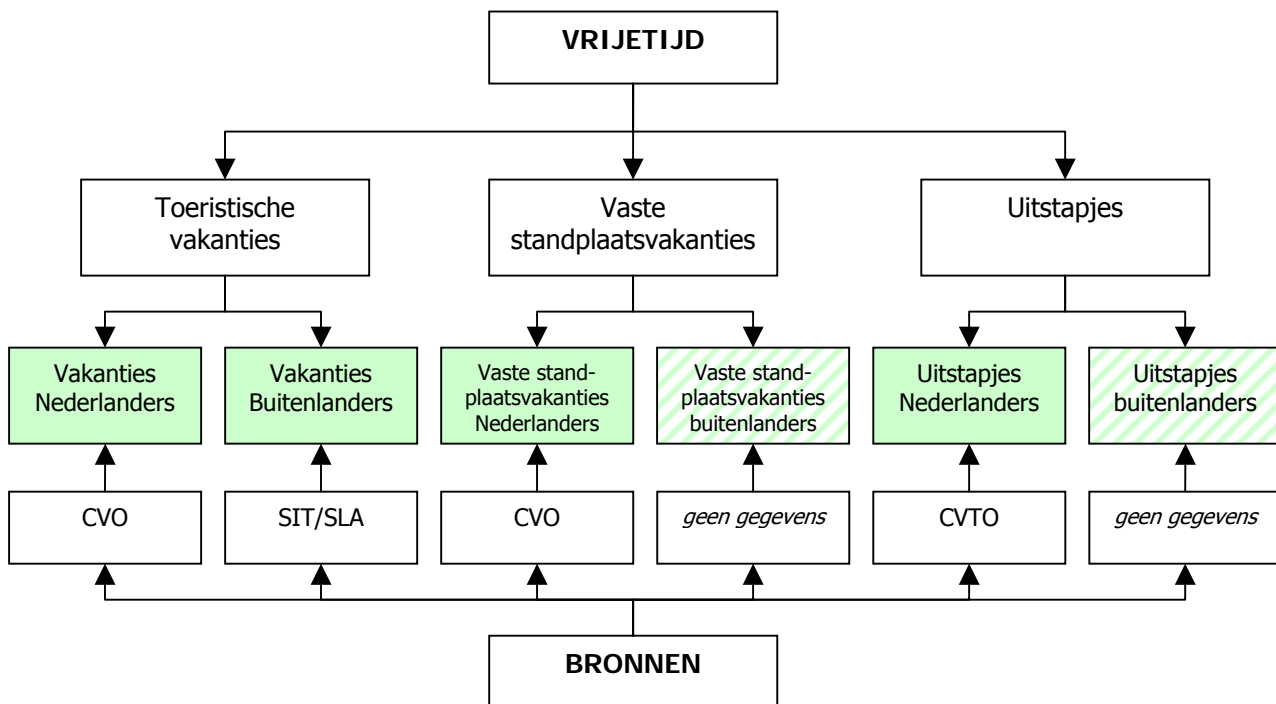 VRIJETIJD
Toeristische
vakanties
Vaste
standplaatsvakanties
Uitstapjes
Vakanties
Nederlanders
Vakanties
Buitenlanders
Vaste stand-
plaatsvakanties
Nederlanders
Vaste stand-
plaatsvakanties
buitenlanders
Uitstapjes
Nederlanders
Uitstapjes
buitenlanders
CVO
SIT/SLA
CVO
geen gegevens
CVTO
geen gegevens
BRONNEN